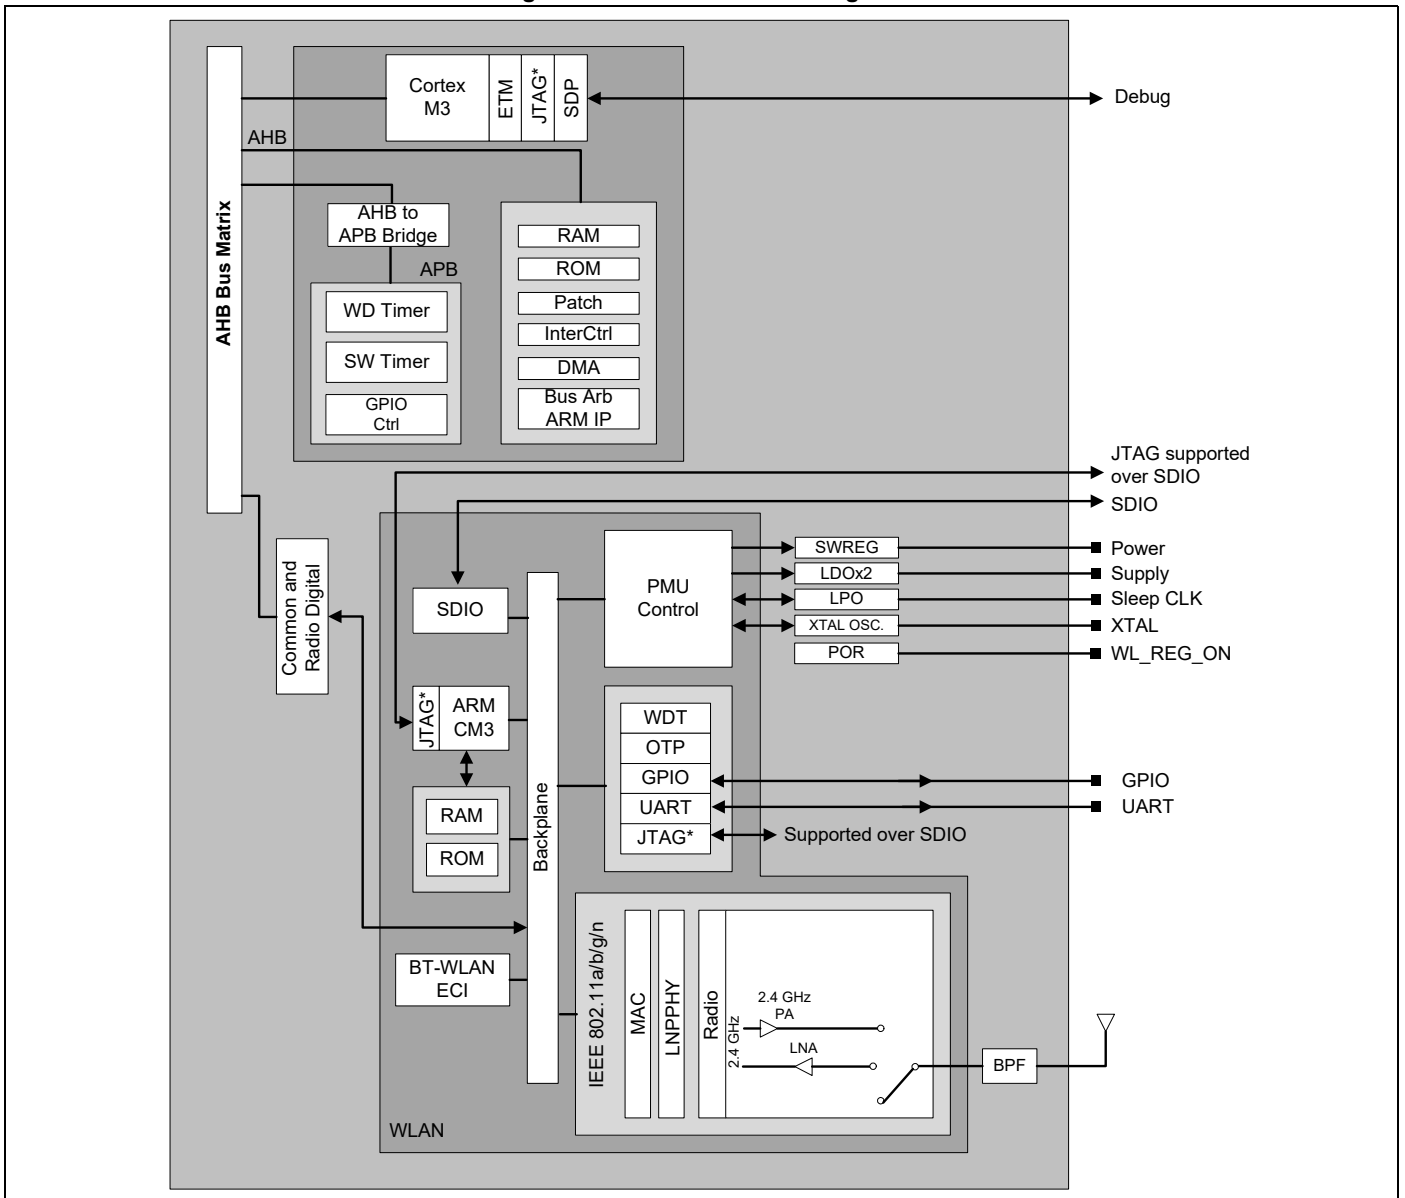 Cortex
M3
ETM
JTAG*
SDP
Debug
AHB
AHB Bus Matrix
AHB to
APB Bridge
APB
WD Timer
SW Timer
GPIO
Ctrl
RAM
ROM
Patch
InterCtrl
DMA
Bus Arb
ARM IP
JTAG supported
over SDIO
SDIO
Common and
Radio Digital
SDIO
PMU
Control
SWREG
Power
LDOx2
Supply
LPO
Sleep CLK
XTAL OSC.
XTAL
POR
WL_REG_ON
JTAG*
ARM
CM3
RAM
ROM
Backplane
WDT
OTP
GPIO
GPIO
UART
UART
JTAG*
Supported over SDIO
BT-WLAN
ECI
IEEE 802.11a/b/g/n
MAC
LNPPHY
Radio
2.4 GHz
2.4 GHz
PA
LNA
BPF
WLAN